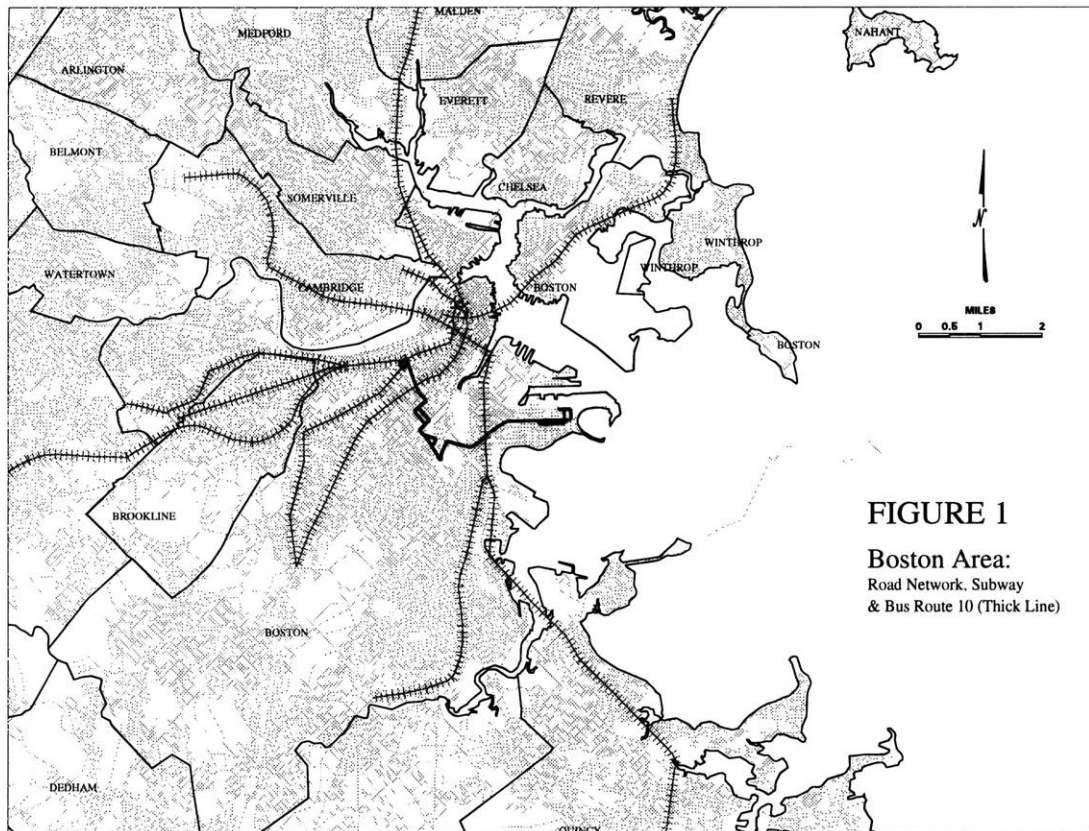 MALDEN
NAHANT
MEDFORD
ARLINGTON
EVERETT
REVERE
BELMONT
CHELSEA
SOMERVILLE
N
WINTHROP
WATERTOWN
WINTHROP
CAMBRIDGE
BOSTON
MILES
0 0.5 1 2
BOSTON
FIGURE 1
BROOKLINE
Boston Area:
Road Network, Subway
& Bus Route 10 (Thick Line)
BOSTON
DEDHAM
QUINCY